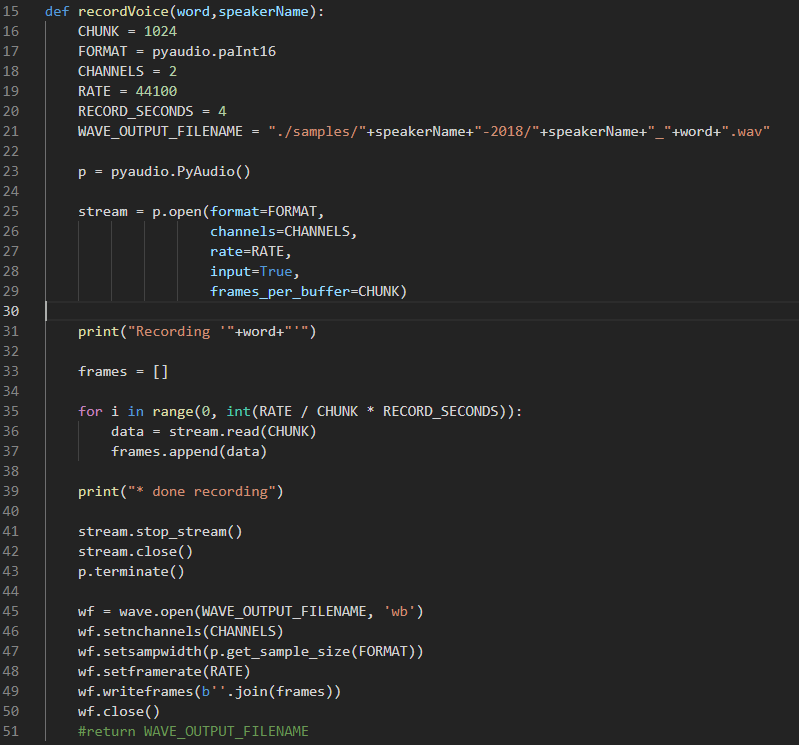 15 def recordVoice(word,speakerName):
16     CHUNK = 1024
17     FORMAT = pyaudio.paInt16
18     CHANNELS = 2
19     RATE = 44100
20     RECORD_SECONDS = 4
21     WAVE_OUTPUT_FILENAME = "./samples/"+speakerName+"-2018/"+speakerName+"_"+word+".wav"
22
23     p = pyaudio.PyAudio()
24
25     stream = p.open(format=FORMAT,
26                     channels=CHANNELS,
27                     rate=RATE,
28                     input=True,
29                     frames_per_buffer=CHUNK)
30
31     print("Recording '"+word+"'")
32
33     frames = []
34
35     for i in range(0, int(RATE / CHUNK * RECORD_SECONDS)):
36         data = stream.read(CHUNK)
37         frames.append(data)
38
39     print("* done recording")
40
41     stream.stop_stream()
42     stream.close()
43     p.terminate()
44
45     wf = wave.open(WAVE_OUTPUT_FILENAME, 'wb')
46     wf.setnchannels(CHANNELS)
47     wf.setsampwidth(p.get_sample_size(FORMAT))
48     wf.setframerate(RATE)
49     wf.writeframes(b''.join(frames))
50     wf.close()
51     #return WAVE_OUTPUT_FILENAME